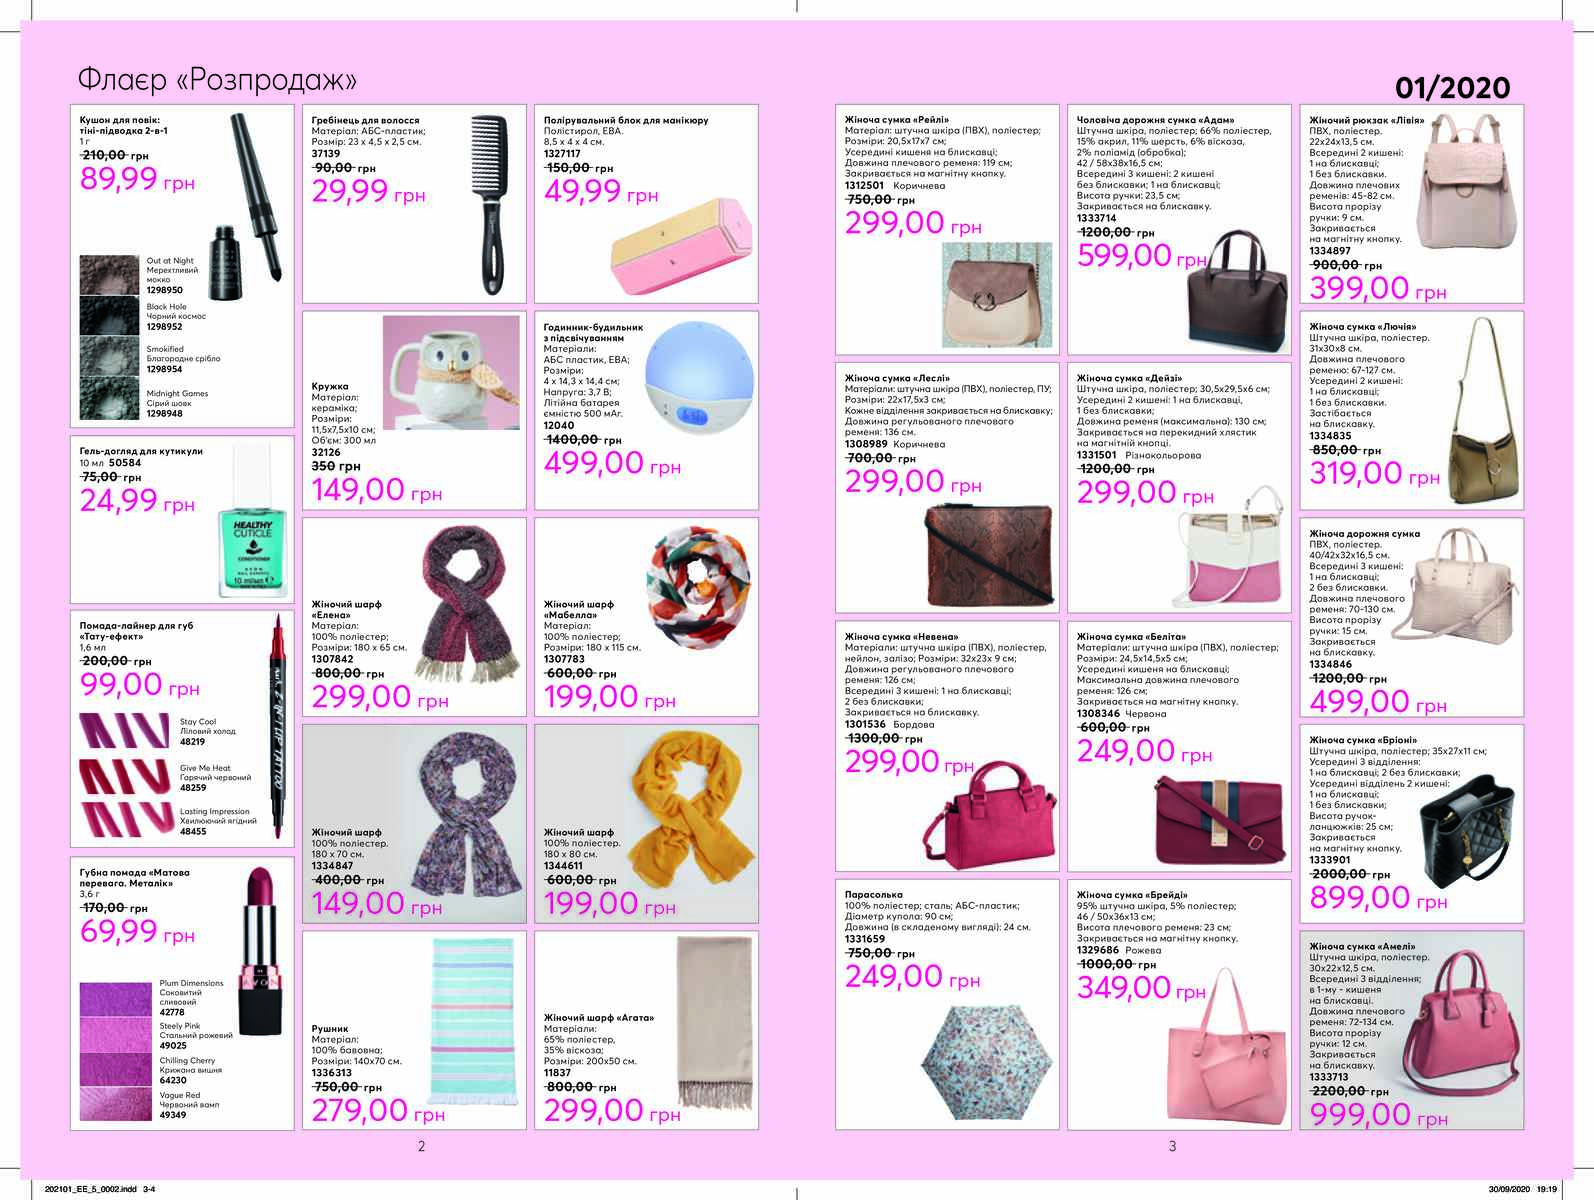 Флаєр «Розпродаж»
01/2020
Кушон для повік:
тіні-підводка 2-в-1
1 г
210,00 грн
89,99 грн
Out at Night
Мерехтливий
мокко
1298950
Black Hole
Чорний космос
1298952
Smokified
Благородне срібло
1298954
Midnight Games
Сірий шовк
1298948
Гель-догляд для кутикули
10 мл 50584
75,00 грн
24,99 грн
HEALTHY
CUTICLE
CONDITIONER
AVON
10 ml
Помада-лайнер для губ
«Тату-ефект»
1,6 мл
200,00 грн
99,00 грн
Stay Cool
Ліловий холод
48219
Give Me Heat
Гарячий червоний
48259
Lasting Impression
Хвилюючий ягідний
48455
Губна помада «Матова
перевага. Металік»
3,6 г
170,00 грн
69,99 грн
AVON
Plum Dimensions
Соковитий
сливовий
42778
Steely Pink
Стальний рожевий
49025
Chilling Cherry
Крижана вишня
64230
Vague Red
Червоний вамп
49349
Гребінець для волосся
Матеріал: АБС-пластик;
Розмір: 23 х 4,5 х 2,5 см.
37139
90,00 грн
29,99 грн
Полірувальний блок для манікюру
Полістирол, ЕВА.
8,5 х 4 х 4 см.
1327117
150,00 грн
49,99 грн
Кружка
Матеріал:
кераміка;
Розміри:
11,5х7,5х10 см;
Об'єм: 300 мл
32126
350 грн
149,00 грн
Годинник-будильник
з підсвічуванням
Матеріали:
АБС пластик, ЕВА;
Розміри:
4 х 14,3 х 14,4 см;
Напруга: 3,7 В;
Літійна батарея
ємністю 500 мАг.
12040
1400,00 грн
499,00 грн
Жіночий шарф
«Елена»
Матеріал:
100% поліестер;
Розміри: 180 х 65 см.
1307842
800,00 грн
299,00 грн
Жіночий шарф
«Мабелла»
Матеріал:
100% поліестер;
Розміри: 180 х 115 см.
1307783
600,00 грн
199,00 грн
Жіночий шарф
100% поліестер.
180 х 70 см.
1334847
400,00 грн
149,00 грн
Жіночий шарф
100% поліестер.
180 х 80 см.
1344611
600,00 грн
199,00 грн
Рушник
Матеріал:
100% бавовна;
Розміри: 140х70 см.
1336313
750,00 грн
279,00 грн
Жіночий шарф «Агата»
Матеріали:
65% поліестер,
35% віскоза;
Розміри: 200х50 см.
11837
800,00 грн
299,00 грн
2
Жіноча сумка «Рейлі»
Матеріал: штучна шкіра (ПВХ), поліестер;
Розміри: 20,5х17х7 см;
Усередині кишеня на блискавці;
Довжина плечового ременя: 119 см;
Закривається на магнітну кнопку.
1312501 Коричнева
750,00 грн
299,00 грн
Чоловіча дорожня сумка «Адам»
Штучна шкіра, поліестер; 66% поліестер,
15% акрил, 11% шерсть, 6% віскоза,
2% поліамід (обробка);
42 / 58х38х16,5 см;
Всередині 3 кишені: 2 кишені
без блискавки; 1 на блискавці;
Висота ручки: 23,5 см;
Закривається на блискавку.
1333714
1200,00 грн
599,00 грн
Жіноча сумка «Леслі»
Матеріали: штучна шкіра (ПВХ), поліестер, ПУ;
Розміри: 22х17,5х3 см;
Кожне відділення закривається на блискавку;
Довжина регульованого плечового
ременя: 136 см.
1308989 Коричнева
700,00 грн
299,00 грн
Жіноча сумка «Дейзі»
Штучна шкіра, поліестер; 30,5х29,5х6 см;
Усередині 2 кишені: 1 на блискавці,
1 без блискавки;
Довжина ременя (максимальна): 130 см;
Закривається на перекидний хлястик
на магнітній кнопці.
1331501 Різнокольорова
1200,00 грн
299,00 грн
Жіноча сумка «Невена»
Матеріали: штучна шкіра (ПВХ), поліестер,
нейлон, залізо; Розміри: 32х23х 9 см;
Довжина регульованого плечового
ременя: 126 см;
Всередині 3 кишені: 1 на блискавці;
2 без блискавки;
Закривається на блискавку.
1301536 Бордова
1300,00 грн
299,00 грн
Жіноча сумка «Беліта»
Матеріали: штучна шкіра (ПВХ), поліестер;
Розміри: 24,5х14,5х5 см;
Усередині кишеня на блискавці;
Максимальна довжина плечового
ременя: 126 см;
Закривається на магнітну кнопку.
1308346 Червона
600,00 грн
249,00 грн
Парасолька
100% поліестер; сталь; АБС-пластик;
Діаметр купола: 90 см;
Довжина (в складеному вигляді): 24 см.
1331659
750,00 грн
249,00 грн
Жіноча сумка «Брейді»
95% штучна шкіра, 5% поліестер;
46 / 50х36х13 см;
Висота плечового ременя: 23 см;
Закривається на магнітну кнопку.
1329686 Рожева
1000,00 грн
349,00 грн
Жіночий рюкзак «Лівія»
ПВХ, поліестер.
22х24х13,5 см.
Всередині 2 кишені:
1 на блискавці;
1 без блискавки.
Довжина плечових
ременів: 45-82 см.
Висота прорізу
ручки: 9 см.
Закривається
на магнітну кнопку.
1334897
900,00 грн
399,00 грн
Жіноча сумка «Лючія»
Штучна шкіра, поліестер.
31х30х8 см.
Довжина плечового
ременю: 67-127 см.
Усередині 2 кишені:
1 на блискавці;
1 без блискавки.
Застібається
на блискавку.
1334835
850,00 грн
319,00 грн
Жіноча дорожня сумка
ПВХ, поліестер.
40/42х32х16,5 см.
Всередині 3 кишені:
1 на блискавці;
2 без блискавки.
Довжина плечового
ременя: 70-130 см.
Висота прорізу
ручки: 15 см.
Закривається
на блискавку.
1334846
1200,00 грн
499,00 грн
Жіноча сумка «Бріоні»
Штучна шкіра, поліестер; 35х27х11 см;
Усередині 3 відділення:
1 на блискавці; 2 без блискавки;
Усередині відділень 2 кишені:
1 на блискавці;
1 без блискавки;
Висота ручок-
ланцюжків: 25 см;
Закривається
на магнітну кнопку.
1333901
2000,00 грн
899,00 грн
Жіноча сумка «Амелі»
Штучна шкіра, поліестер.
30х22х12,5 см.
Всередині 3 відділення;
в 1-му - кишеня
на блискавці.
Довжина плечового
ременя: 72-134 см.
Висота прорізу
ручки: 12 см.
Закривається
на блискавку.
1333713
2200,00 грн
999,00 грн
3
202101_EE_5_0002.indd 3-4
30/09/2020 19:19